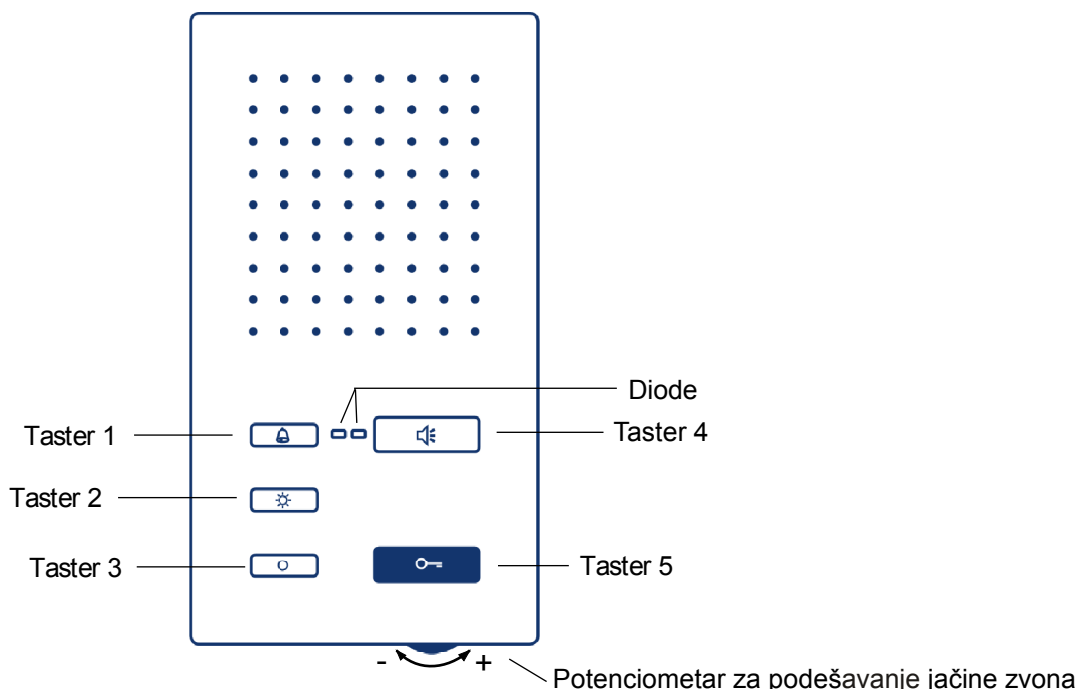 Diode
Taster 1
Taster 4
Taster 2
Taster 3
Taster 5
- +
Potenciometar za podešavanje jačine zvona